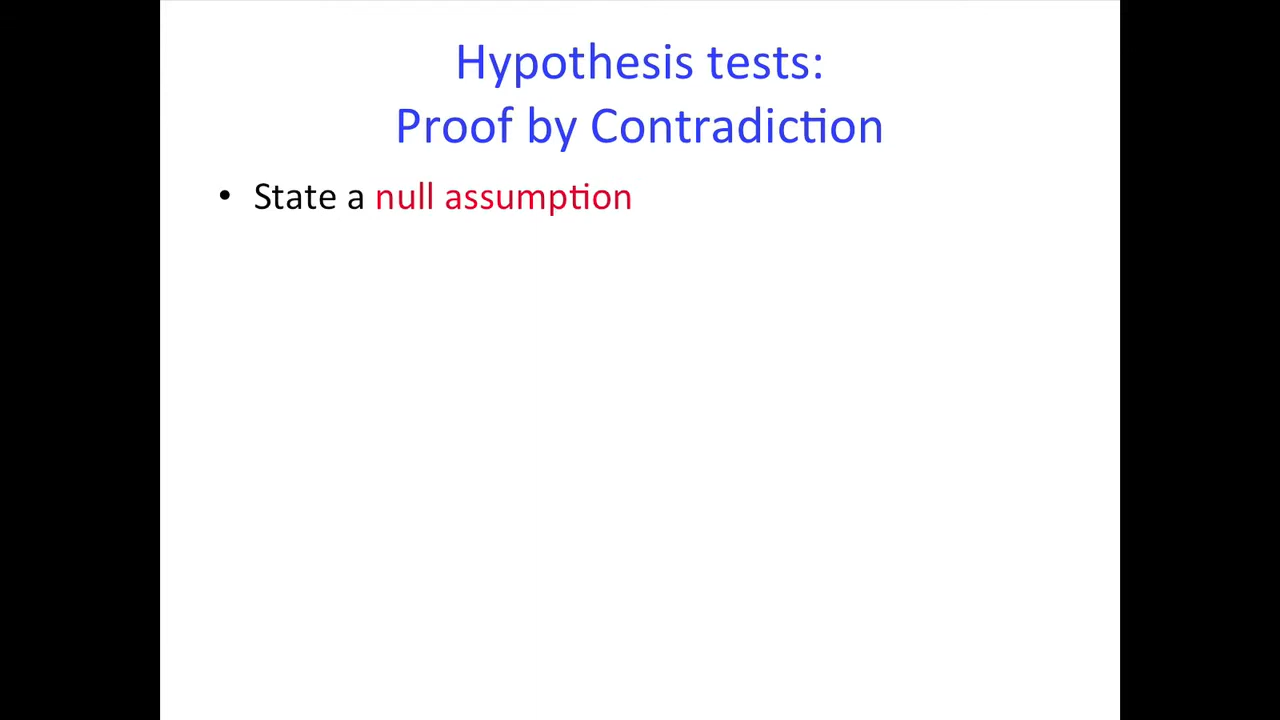 Hypothesis tests:
Proof by Contradiction
• State a null assumption